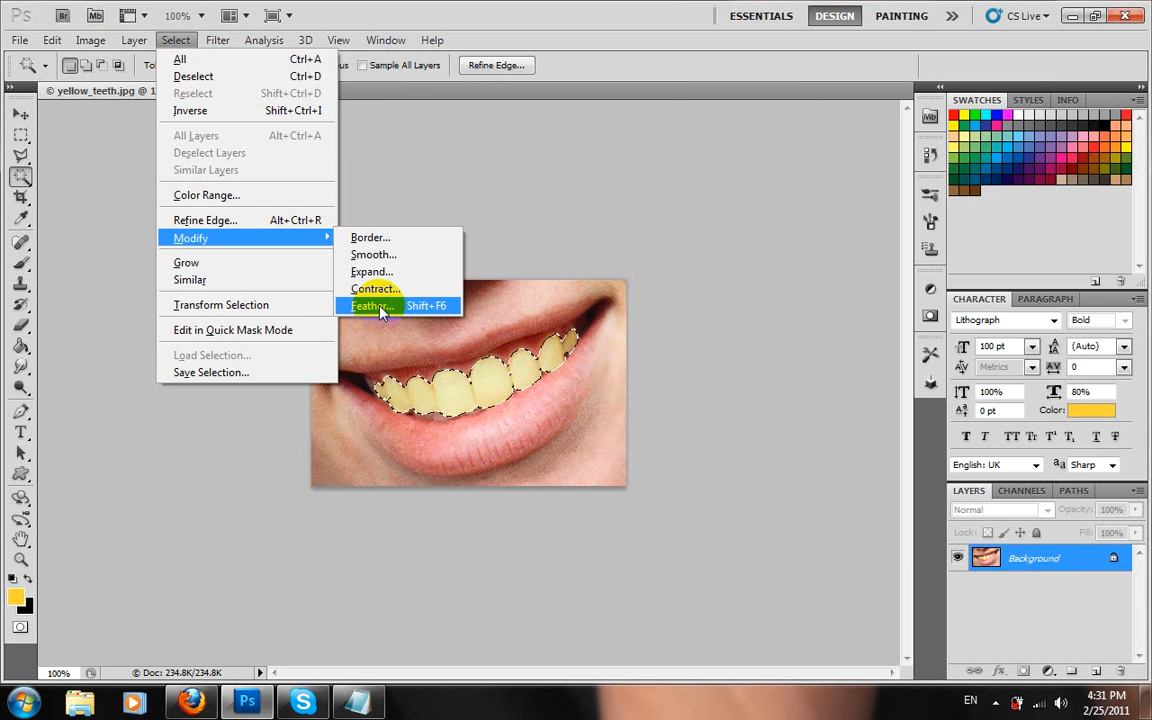 Ps
Br
Mb
100%
ESSENTIALS
DESIGN
PAINTING
CS Live
File
Edit
Image
Layer
Select
Filter
Analysis
3D
View
Window
Help
Sample All Layers
Refine Edge...
yellow_teeth.jpg @ 1
All Ctrl+A
Deselect Ctrl+D
Reselect Shift+Ctrl+D
Inverse Shift+Ctrl+I
All Layers Alt+Ctrl+A
Deselect Layers
Similar Layers
Color Range...
Refine Edge... Alt+Ctrl+R
Modify
Grow
Similar
Transform Selection
Edit in Quick Mask Mode
Load Selection...
Save Selection...
Border...
Smooth...
Expand...
Contract...
Feather... Shift+F6
SWATCHES
STYLES
INFO
Mb
CHARACTER
PARAGRAPH
Lithograph
Bold
100 pt
(Auto)
Metrics
0
100%
80%
0 pt
Color:
English: UK
Sharp
LAYERS
CHANNELS
PATHS
Normal
Opacity: 100%
Lock:
Fill: 100%
Background
100%
Doc: 234.8K/234.8K
Ps
EN
4:31 PM
2/25/2011